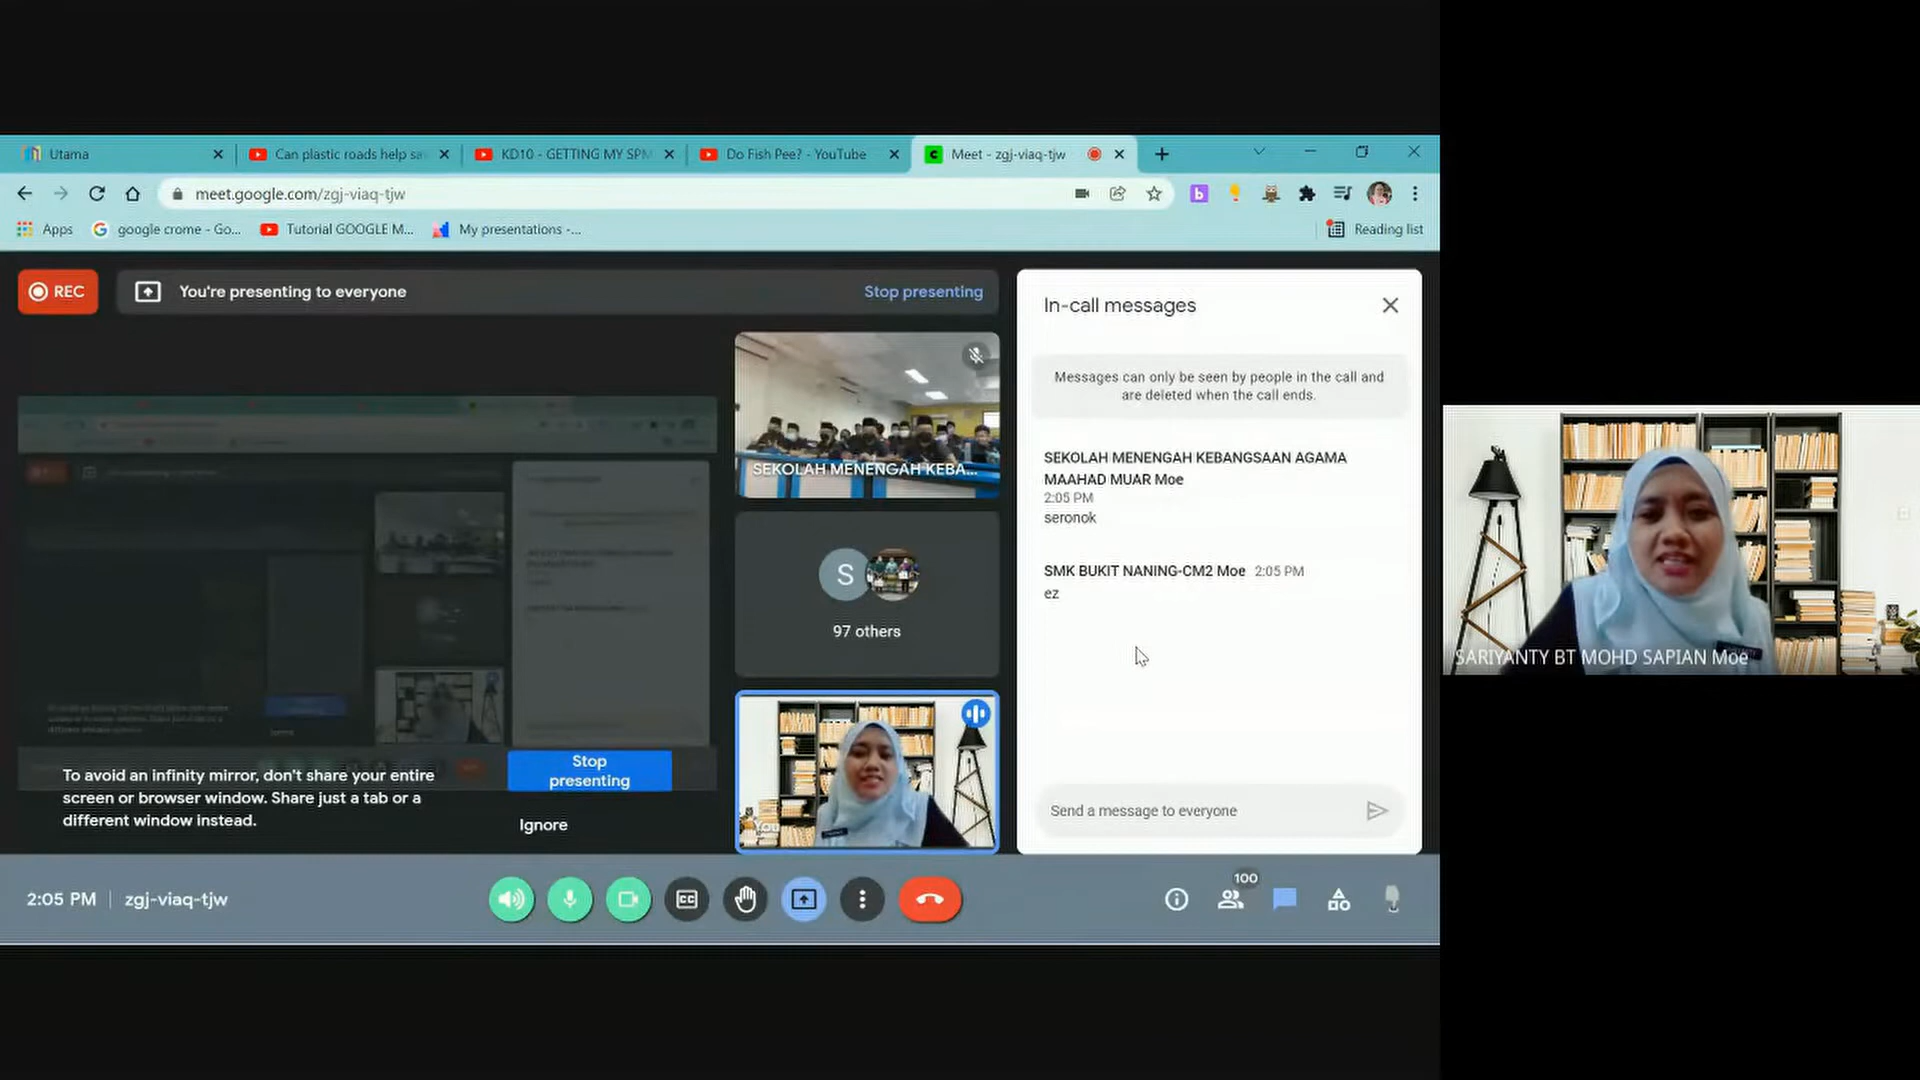 Utama
Can plastic roads help sa
KD10 - GETTING MY SPM
Do Fish Pee? - YouTube
Meet - zgj-viaq-tjw
meet.google.com/zgj-viaq-tjw
Apps
google crome - Go...
Tutorial GOOGLE M...
My presentations -...
Reading list
REC
You're presenting to everyone
Stop presenting
SEKOLAH MENENGAH KEBA...
S
97 others
You
To avoid an infinity mirror, don't share your entire
screen or browser window. Share just a tab or a
different window instead.
Stop
presenting
Ignore
In-call messages
Messages can only be seen by people in the call and
are deleted when the call ends.
SEKOLAH MENENGAH KEBANGSAAN AGAMA
MAAHAD MUAR Moe
2:05 PM
seronok
SMK BUKIT NANING-CM2 Moe 2:05 PM
ez
Send a message to everyone
2:05 PM
zgj-viaq-tjw
CC
100
SARIYANTY BT MOHD SAPIAN Moe